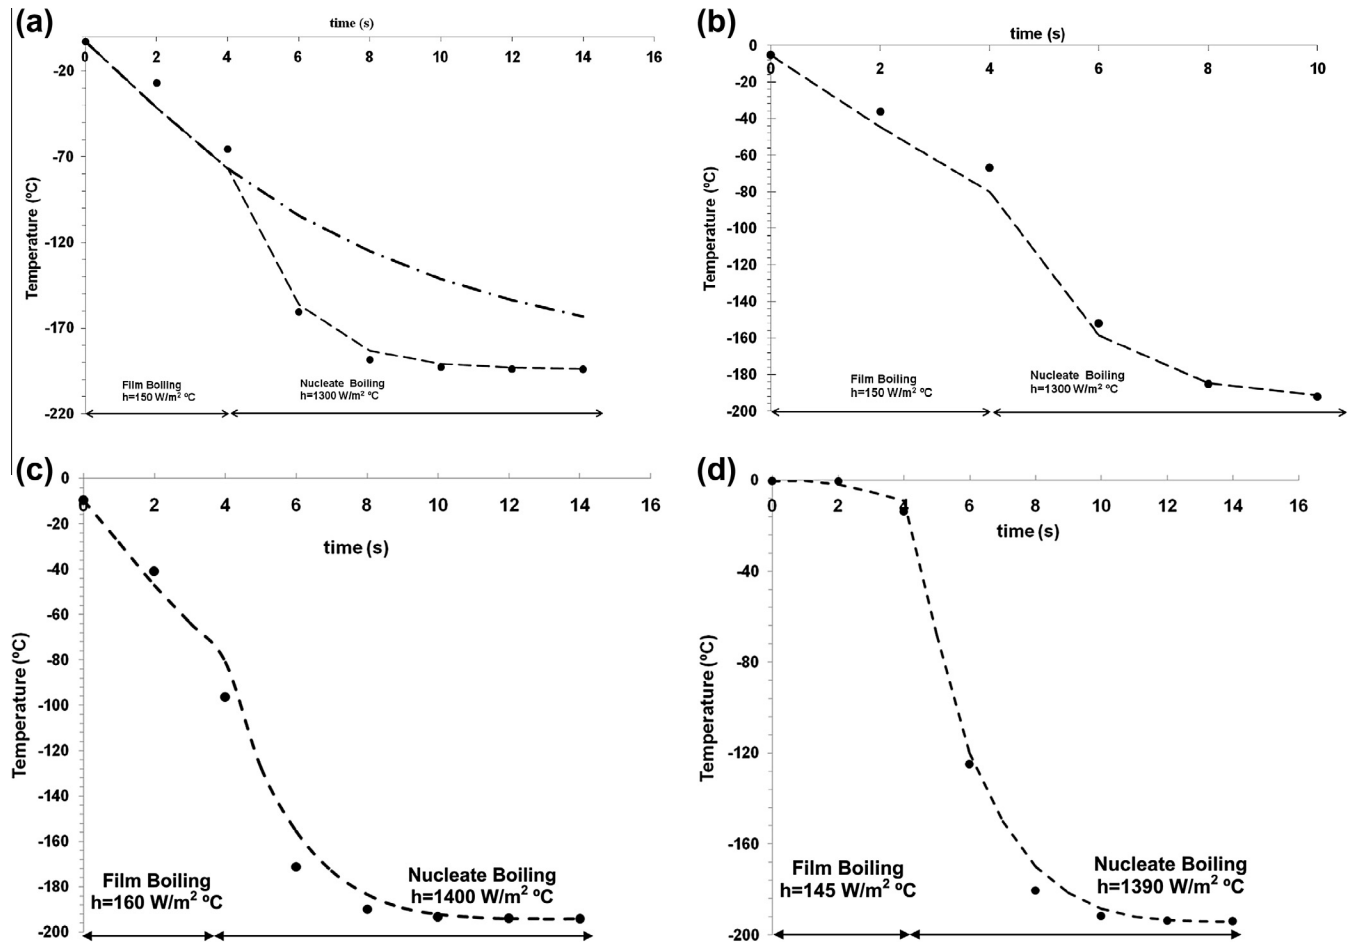 (a)
time (s)
0 2 4 6 8 10 12 14 16
-20
-70
-120
-170
-220
Temperature (ºC)
Film Boiling
h=150 W/m² ºC
Nucleate Boiling
h=1300 W/m² ºC
(b)
time (s)
0
0 2 4 6 8 10
-20
-40
-60
-80
-100
-120
-140
-160
-180
-200
Temperature (ºC)
Film Boiling
h=150 W/m² ºC
Nucleate Boiling
h=1300 W/m² ºC
(c)
0
0 2 4 6 8 10 12 14 16
time (s)
-20
-40
-60
-80
-100
-120
-140
-160
-180
-200
Temperature (ºC)
Film Boiling
h=160 W/m² ºC
Nucleate Boiling
h=1400 W/m² ºC
(d)
0
0 2 4 6 8 10 12 14 16
time (s)
-40
-80
-120
-160
-200
Temperature (ºC)
Film Boiling
h=145 W/m² ºC
Nucleate Boiling
h=1390 W/m² ºC